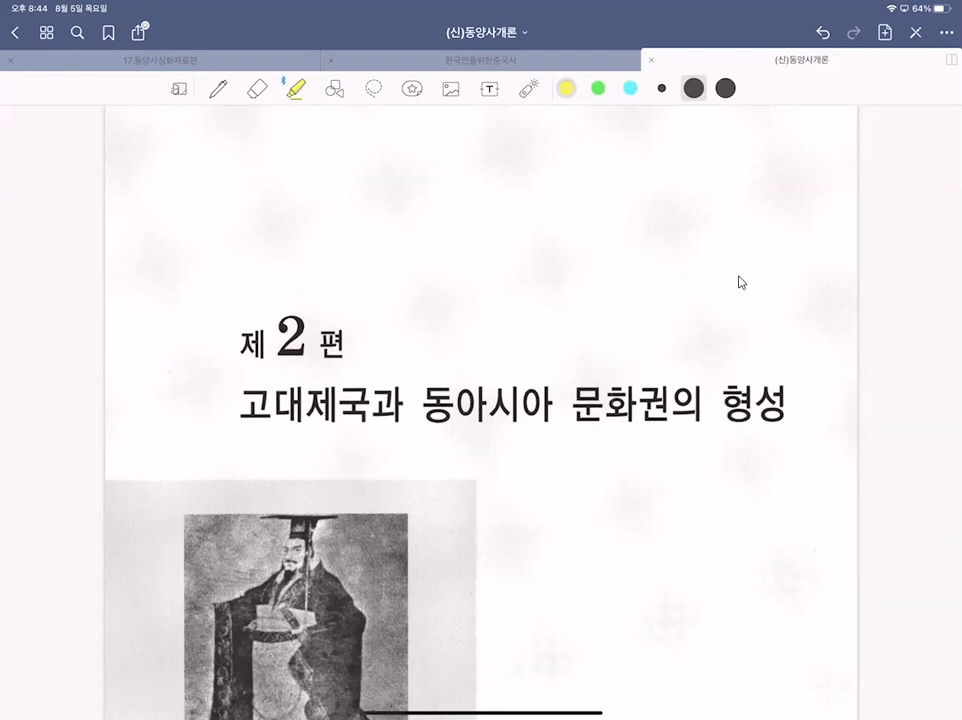 오후 8:44 8월 5일 목요일
64%
(신)동양사개론
17.동양사심화자료편
한국인을위한중국사
(신)동양사개론
T
제 2 편
고대제국과 동아시아 문화권의 형성